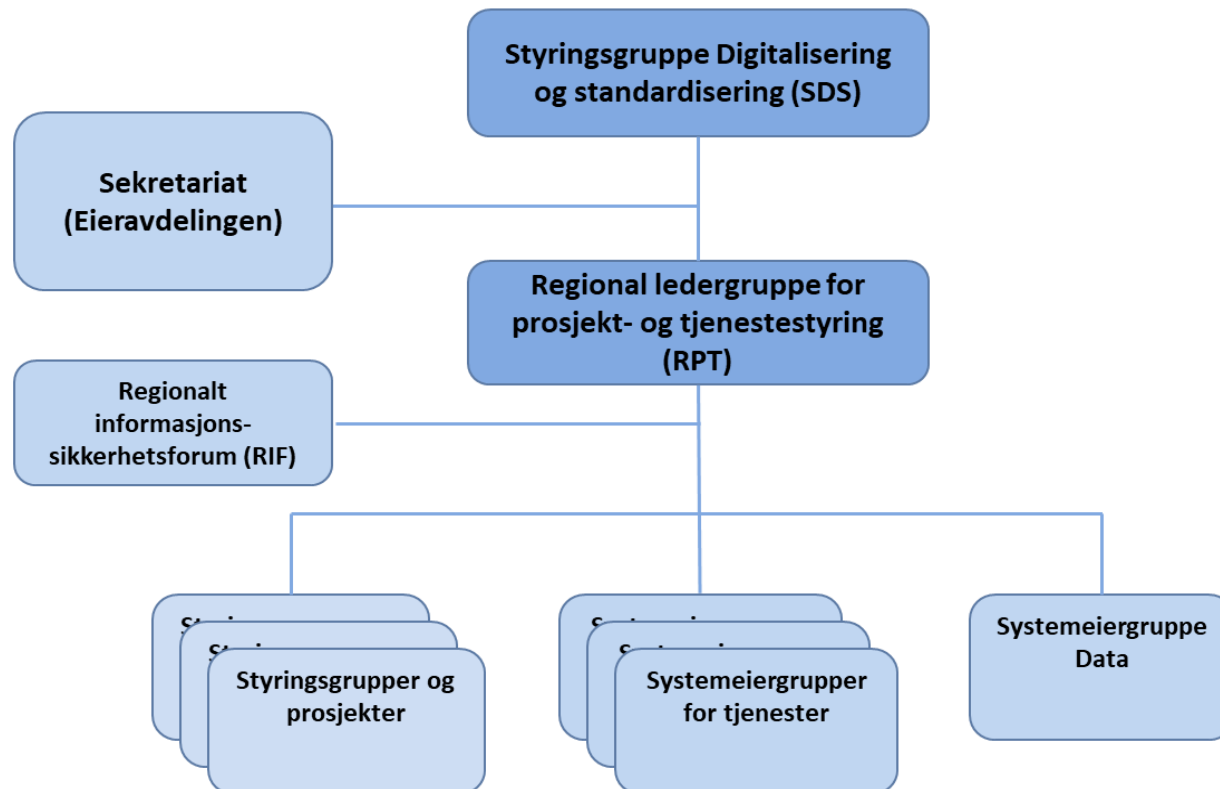 Styringsgruppe Digitalisering
og standardisering (SDS)
Sekretariat
(Eieravdelingen)
Regional ledergruppe for
prosjekt- og tjenestestyring
(RPT)
Regionalt
informasjons-
sikkerhetsforum (RIF)
Styringsgrupper og
prosjekter
Systemeiergrupper
for tjenester
Systemeiergruppe
Data